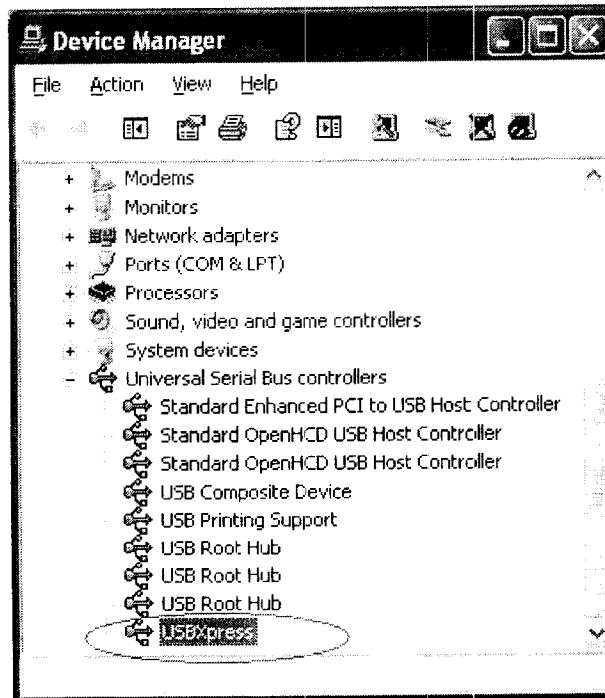 Device Manager
File Action View Help
Modems
Monitors
Network adapters
Ports (COM & LPT)
Processors
Sound, video and game controllers
System devices
Universal Serial Bus controllers
Standard Enhanced PCI to USB Host Controller
Standard OpenHCD USB Host Controller
Standard OpenHCD USB Host Controller
USB Composite Device
USB Printing Support
USB Root Hub
USB Root Hub
USB Root Hub
USBXpress